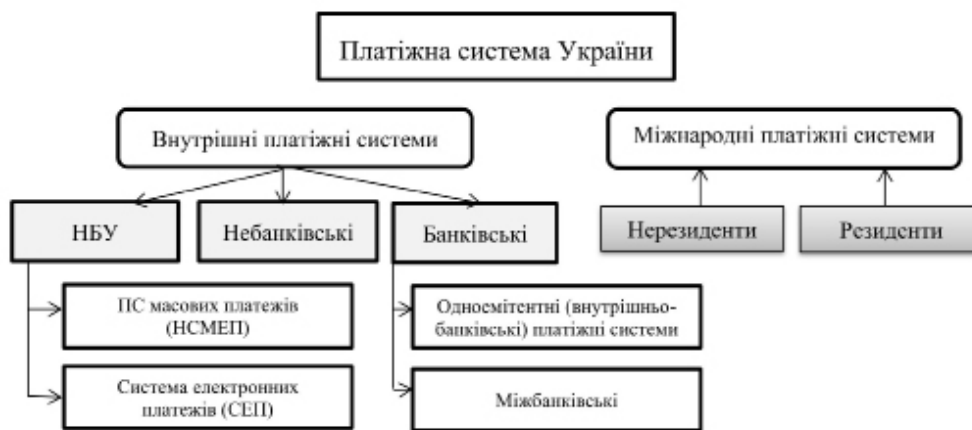 Платіжна система України
Внутрішні платіжні системи
Міжнародні платіжні системи
НБУ
Небанківські
Банківські
Нерезиденти
Резиденти
ПС масових платежів
(НСМЕП)
Одноемітентні (внутрішньо-
банківські) платіжні системи
Система електронних
платежів (СЕП)
Міжбанківські